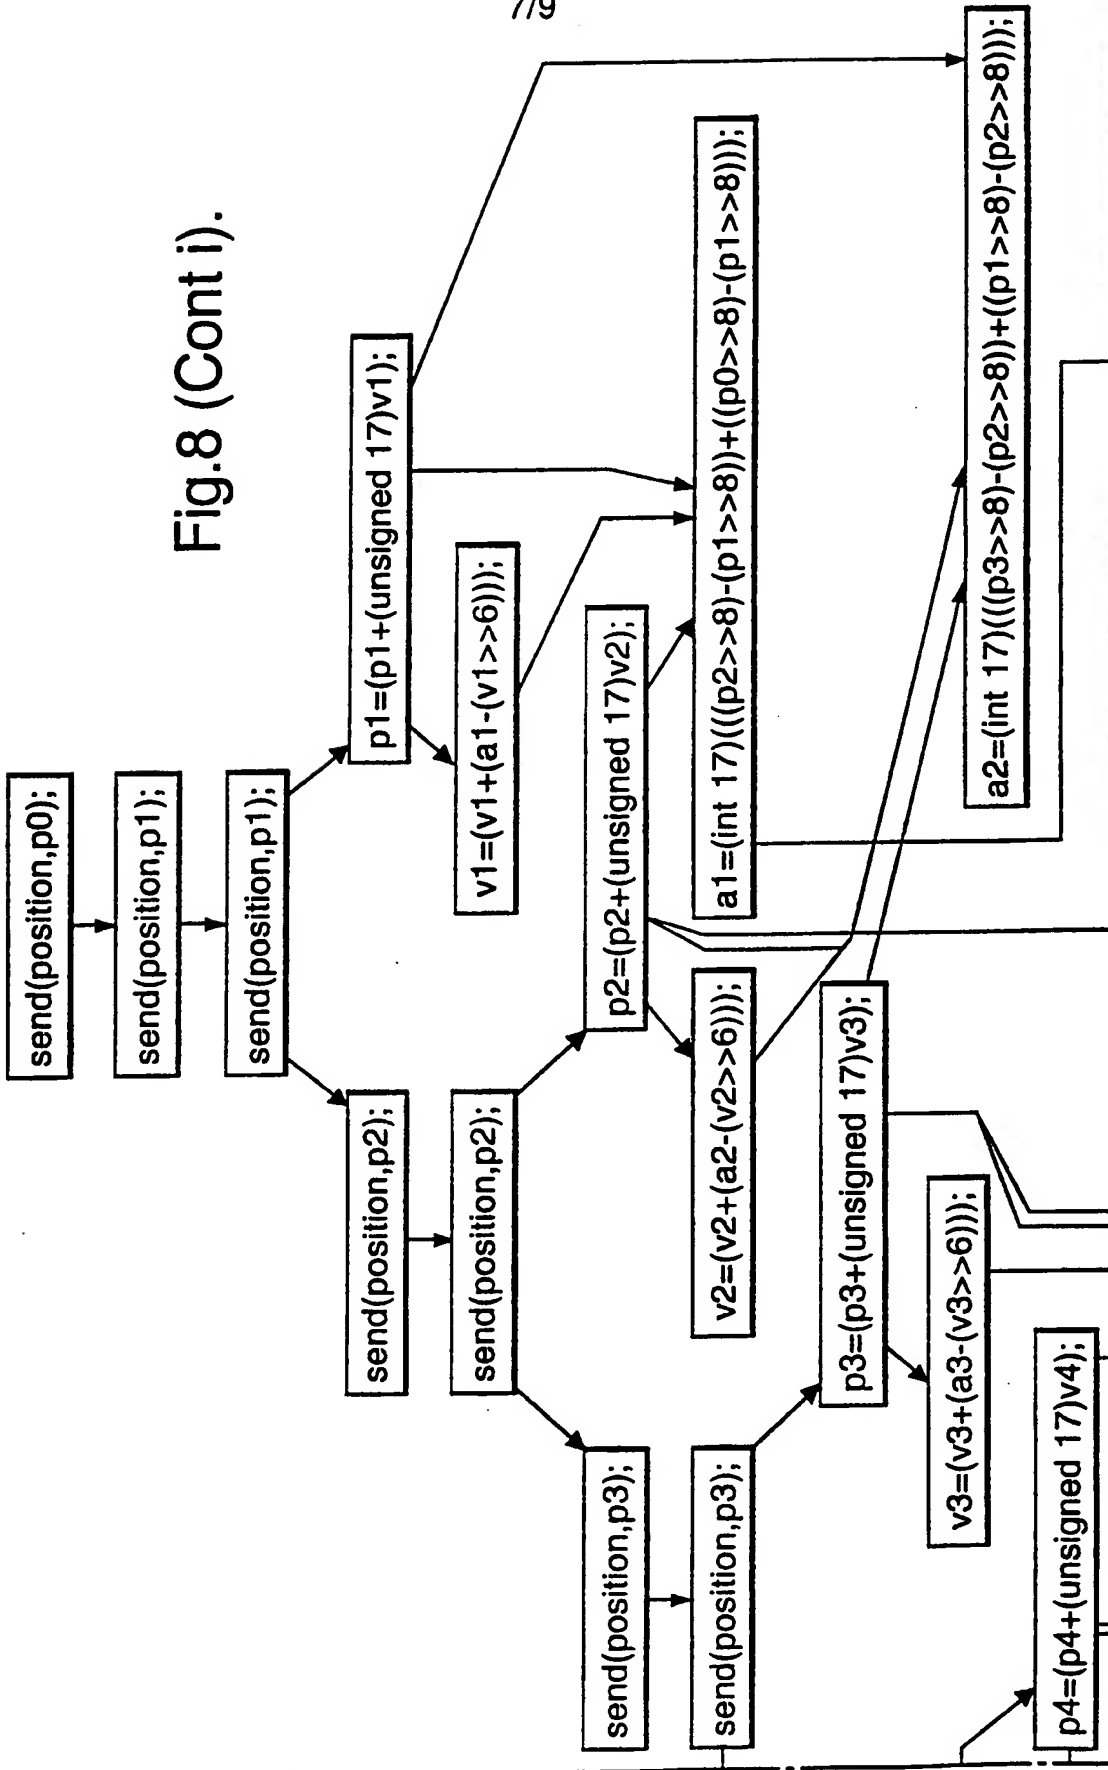 7/9
Fig.8 (Cont i).
send(position,p0);
send(position,p1);
send(position,p1);
send(position,p2);
p1=(p1+(unsigned 17)v1);
send(position,p2);
v1=(v1+(a1-(v1>>6)));
send(position,p3);
p2=(p2+(unsigned 17)v2);
send(position,p3);
v2=(v2+(a2-(v2>>6)));
a1=(int 17)(((p2>>8)-(p1>>8))+((p0>>8)-(p1>>8)));
p3=(p3+(unsigned 17)v3);
v3=(v3+(a3-(v3>>6)));
a2=(int 17)(((p3>>8)-(p2>>8))+((p1>>8)-(p2>>8)));
p4=(p4+(unsigned 17)v4);